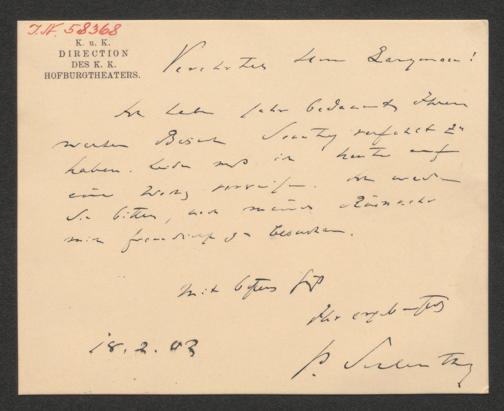 I.N. 58368
K. u. K.
DIRECTION
DES K. K.
HOFBURGTHEATERS.
Verehrter Herr Langmann!
Ich habe sehr bedauert, Ihren
werthen Besuch Sonntag verfehlt zu
haben. Leider muß ich heute auf
eine Woche verreisen. Ich werde
Sie bitten, nach meiner Rückkehr
mich freundlichst zu besuchen.
Mit bestem Gruß
Ihr ergebenster
P. Schlenther
18. 2. 03